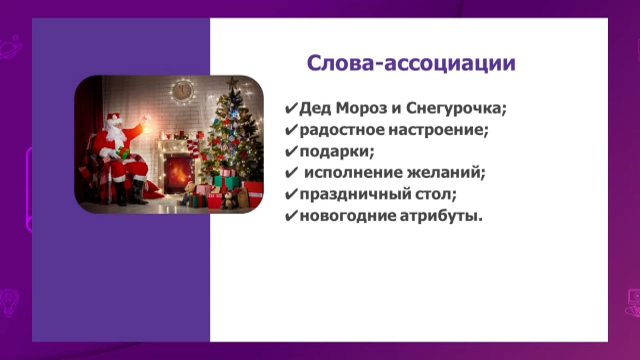 Слова-ассоциации
✔Дед Мороз и Снегурочка;
✔радостное настроение;
✔подарки;
✔ исполнение желаний;
✔праздничный стол;
✔новогодние атрибуты.